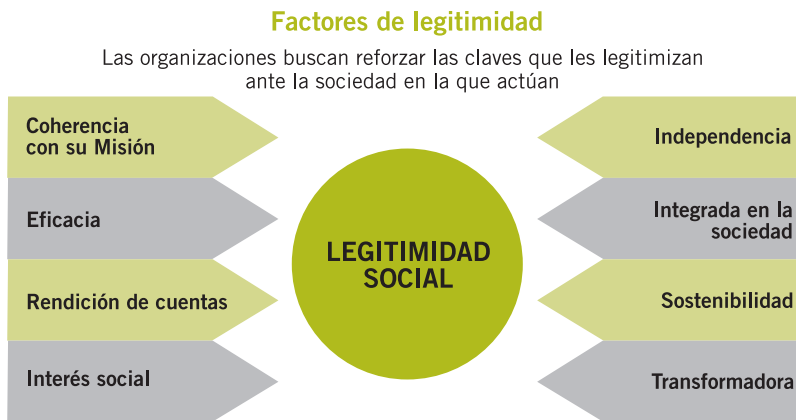 Factores de legitimidad
Las organizaciones buscan reforzar las claves que les legitimizan
ante la sociedad en la que actúan
Coherencia
con su Misión
Eficacia
Rendición de cuentas
Interés social
LEGITIMIDAD
SOCIAL
Independencia
Integrada en la
sociedad
Sostenibilidad
Transformadora